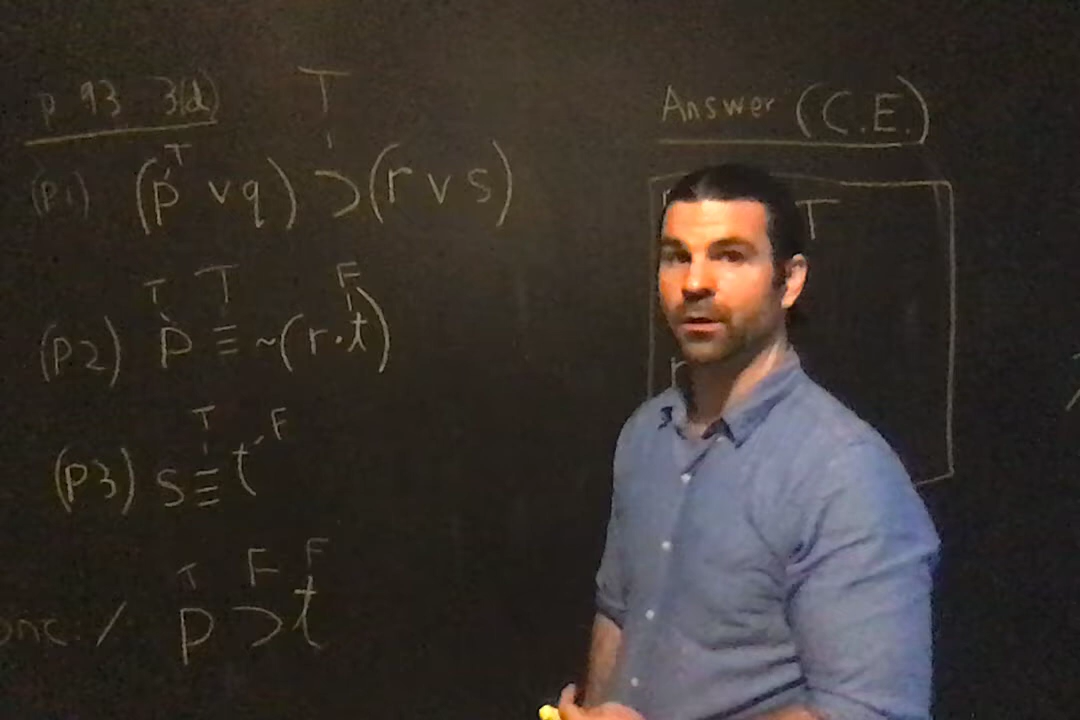 p 93 3(d)
T
T
(p1) (p v q) ⊃ (r v s)
T T F
(p2) p ≡ ~(r·t)
T F
(p3) s ≡ t
T F F
onc: / p ⊃ t
Answer (C.E.)
T
r